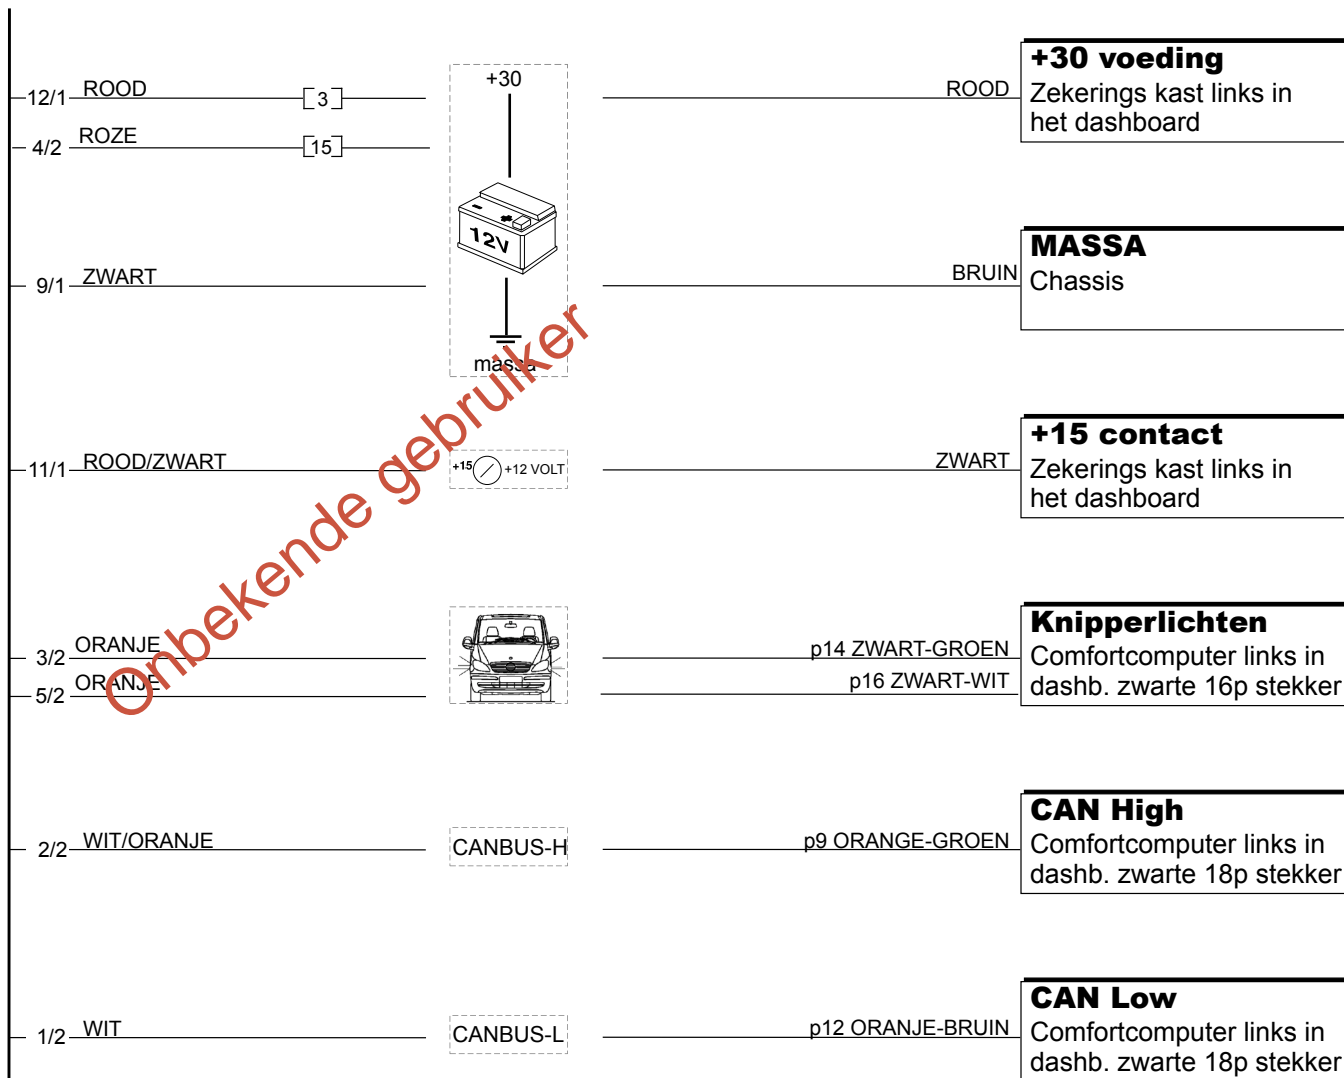 12/1 ROOD [3] +30 ROOD +30 voeding
Zekerings kast links in
het dashboard
4/2 ROZE [15]
12V
9/1 ZWART BRUIN MASSA
Chassis
massa
11/1 ROOD/ZWART +15 +12 VOLT ZWART +15 contact
Zekerings kast links in
het dashboard
Onbekende gebruiker
3/2 ORANJE p14 ZWART-GROEN Knipperlichten
Comfortcomputer links in
5/2 ORANJE p16 ZWART-WIT dashb. zwarte 16p stekker
2/2 WIT/ORANJE CANBUS-H p9 ORANGE-GROEN CAN High
Comfortcomputer links in
dashb. zwarte 18p stekker
1/2 WIT CANBUS-L p12 ORANJE-BRUIN CAN Low
Comfortcomputer links in
dashb. zwarte 18p stekker